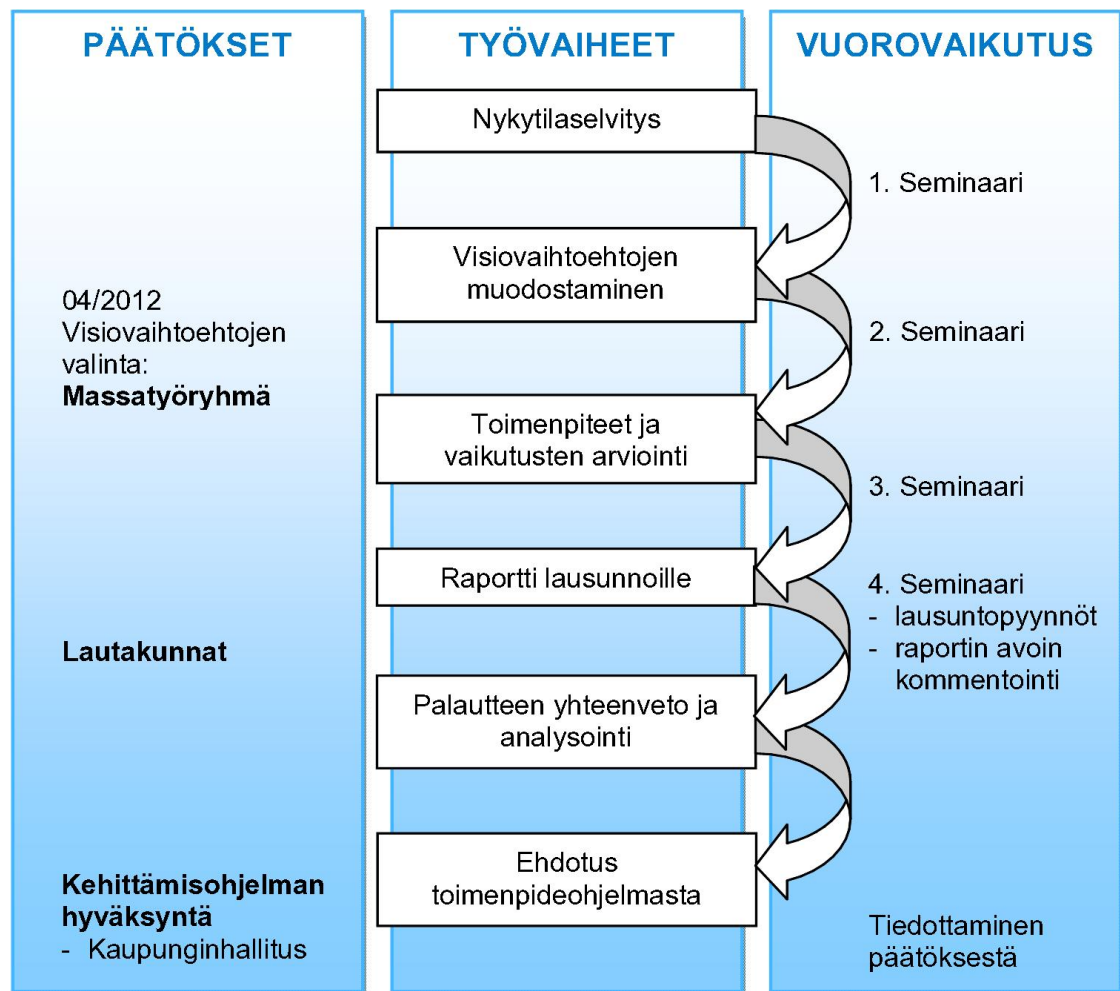 PÄÄTÖKSET
04/2012
Visiovaihtoehtojen
valinta:
Massatyöryhmä
Lautakunnat
Kehittämisohjelman
hyväksyntä
- Kaupunginhallitus
TYÖVAIHEET
Nykytilaselvitys
Visiovaihtoehtojen
muodostaminen
Toimenpiteet ja
vaikutusten arviointi
Raportti lausunnoille
Palautteen yhteenveto ja
analysointi
Ehdotus
toimenpideohjelmasta
VUOROVAIKUTUS
1. Seminaari
2. Seminaari
3. Seminaari
4. Seminaari
- lausuntopyynnöt
- raportin avoin
kommentointi
Tiedottaminen
päätöksestä